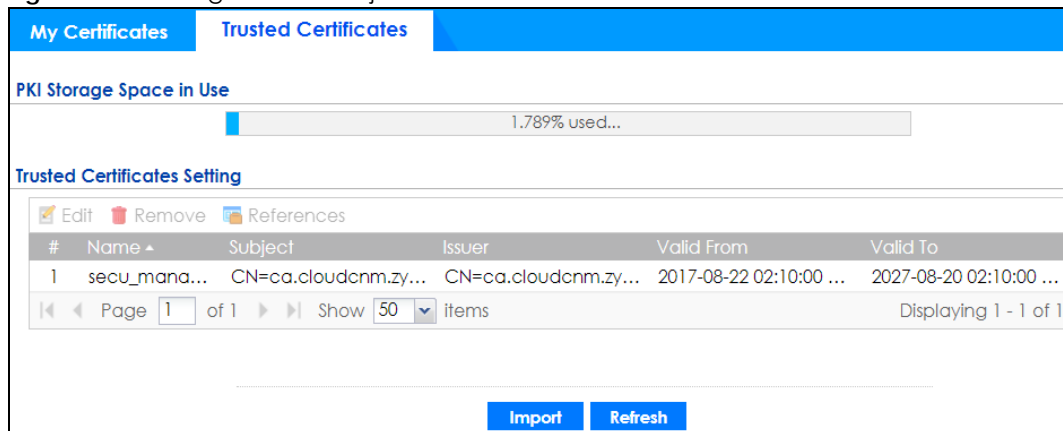 My Certificates Trusted Certificates
PKI Storage Space in Use
1.789% used...
Trusted Certificates Setting
Edit Remove References
# Name Subject Issuer Valid From Valid To
1 secu_mana... CN=ca.cloudcnm.zy... CN=ca.cloudcnm.zy... 2017-08-22 02:10:00 ... 2027-08-20 02:10:00 ...
Page 1 of 1 Show 50 items Displaying 1 - 1 of 1
Import Refresh